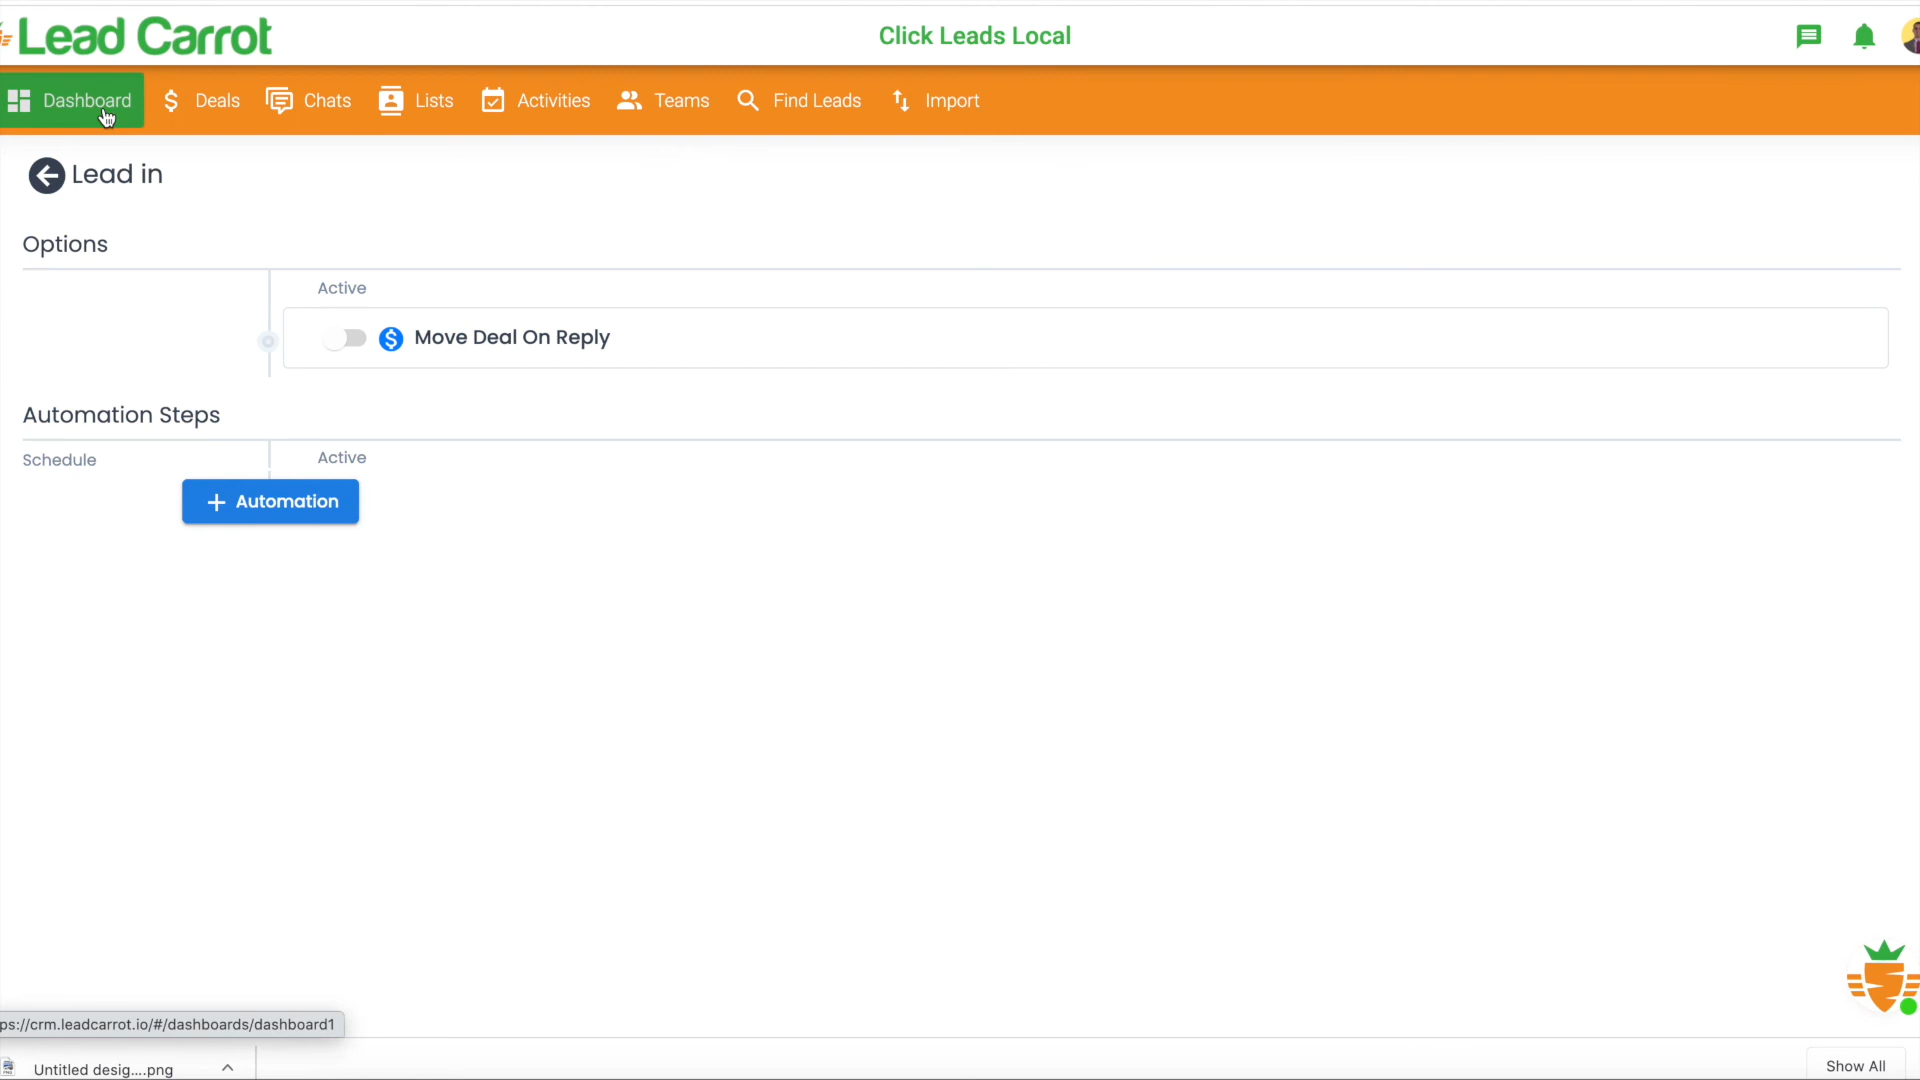 Lead Carrot
Click Leads Local
Dashboard
Deals
Chats
Lists
Activities
Teams
Find Leads
Import
Lead in
Options
Active
Move Deal On Reply
Automation Steps
Schedule
Active
+ Automation
ps://crm.leadcarrot.io/#/dashboards/dashboard1
Untitled desig....png
Show All